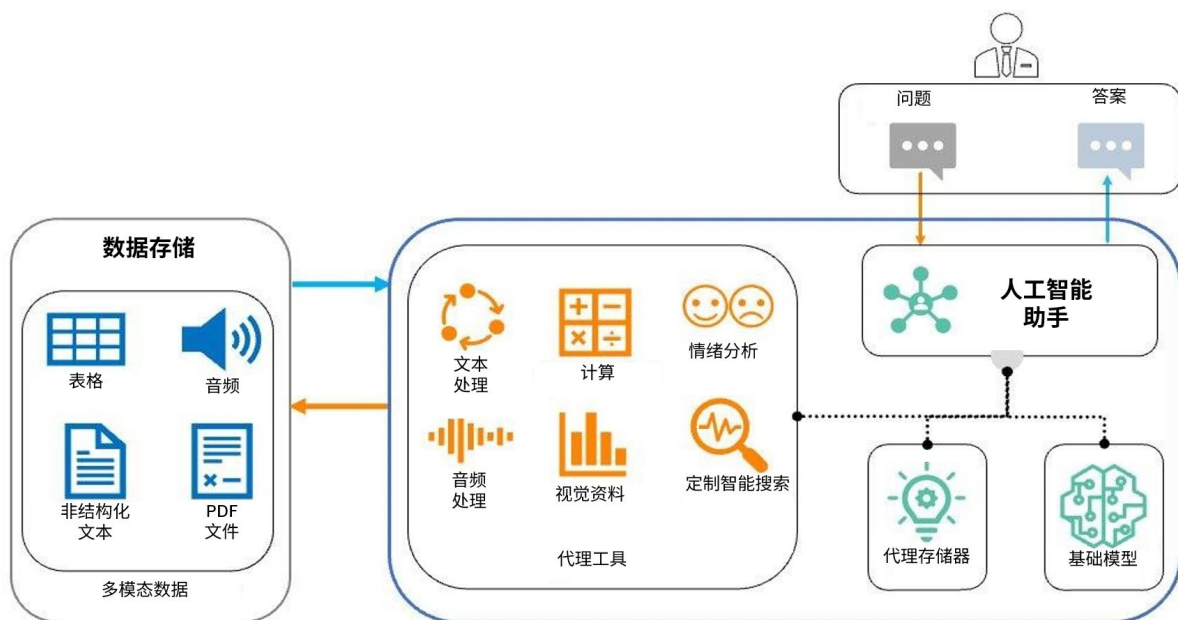 问题
答案
数据存储
表格
音频
非结构化
文本
PDF
文件
多模态数据
文本
处理
计算
情绪分析
音频
处理
视觉资料
定制智能搜索
代理工具
人工智能
助手
代理存储器
基础模型